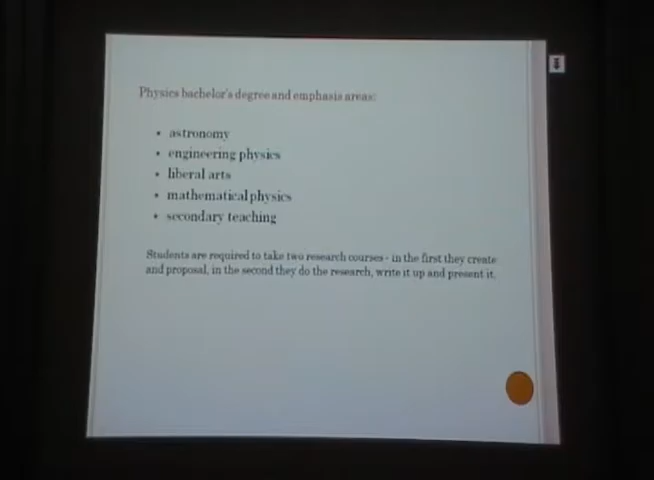 Physics bachelor's degree and emphasis areas:
• astronomy
• engineering physics
• liberal arts
• mathematical physics
• secondary teaching
Students are required to take two research courses - in the first they create
and proposal, in the second they do the research, write it up and present it.